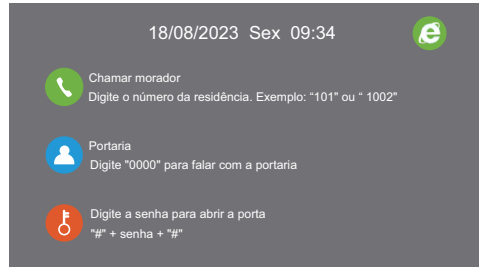 18/08/2023 Sex 09:34
Chamar morador
Digite o número da residência. Exemplo: “101” ou “ 1002"
Portaria
Digite "0000" para falar com a portaria
Digite a senha para abrir a porta
"#" + senha + "#"